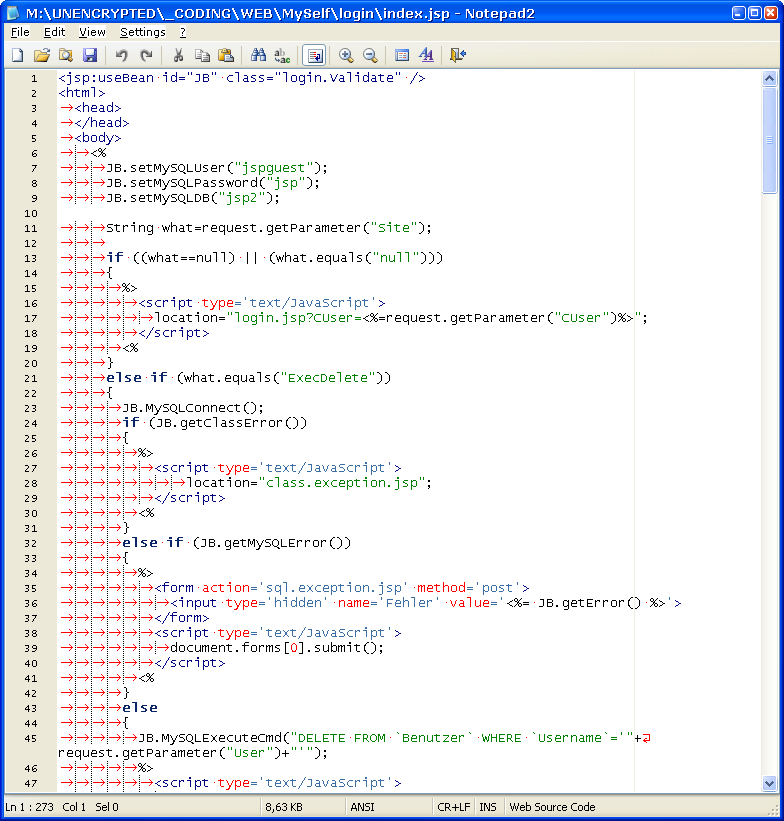 M:\UNENCRYPTED\_CODING\WEB\MySelf\login\index.jsp - Notepad2
File Edit View Settings ?
1 <jsp:useBean id="JB" class="login.Validate" />
2 <html>
3 <head>
4 </head>
5 <body>
6 <%
7 JB.setMySQLUser("jspguest");
8 JB.setMySQLPassword("jsp");
9 JB.setMySQLDB("jsp2");
10
11 String what=request.getParameter("Site");
12
13 if ((what==null) || (what.equals("null")))
14 {
15 %>
16 <script type='text/JavaScript'>
17 location="login.jsp?CUser=<%=request.getParameter("CUser")%>";
18 </script>
19 <%
20 }
21 else if (what.equals("ExecDelete"))
22 {
23 JB.MySQLConnect();
24 if (JB.getClassError())
25 {
26 %>
27 <script type='text/JavaScript'>
28 location="class.exception.jsp";
29 </script>
30 <%
31 }
32 else if (JB.getMySQLError())
33 {
34 %>
35 <form action='sql.exception.jsp' method='post'>
36 <input type='hidden' name='Fehler' value='<%= JB.getError() %>'>
37 </form>
38 <script type='text/JavaScript'>
39 document.forms[0].submit();
40 </script>
41 <%
42 }
43 else
44 {
45 JB.MySQLExecuteCmd("DELETE FROM `Benutzer` WHERE `Username`='"+
request.getParameter("User")+"'");
46 %>
47 <script type='text/JavaScript'>
Ln 1 : 273 Col 1 Sel 0 8,63 KB ANSI CR+LF INS Web Source Code